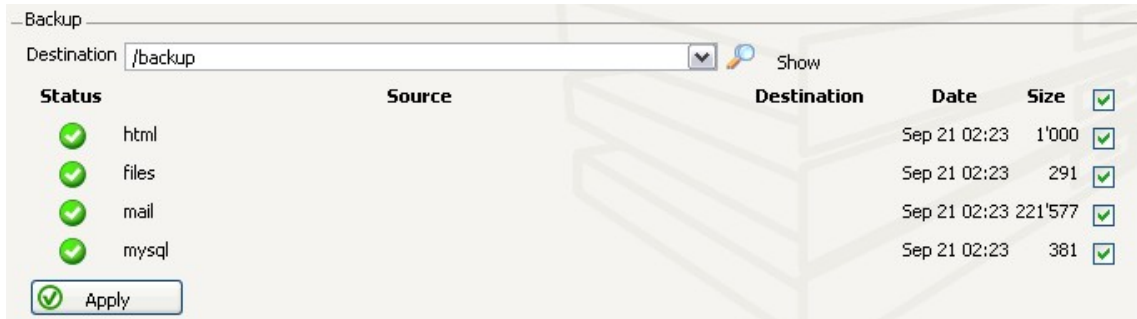 Backup
Destination /backup Show
Status Source Destination Date Size
html Sep 21 02:23 1'000
files Sep 21 02:23 291
mail Sep 21 02:23 221'577
mysql Sep 21 02:23 381
Apply